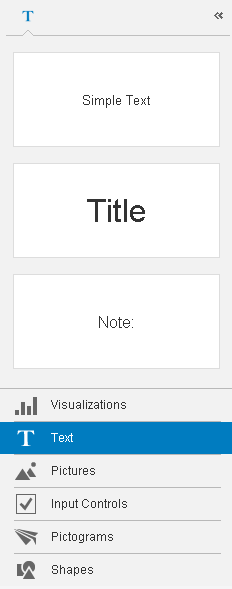 T
Simple Text
Title
Note:
Visualizations
T Text
Pictures
Input Controls
Pictograms
Shapes